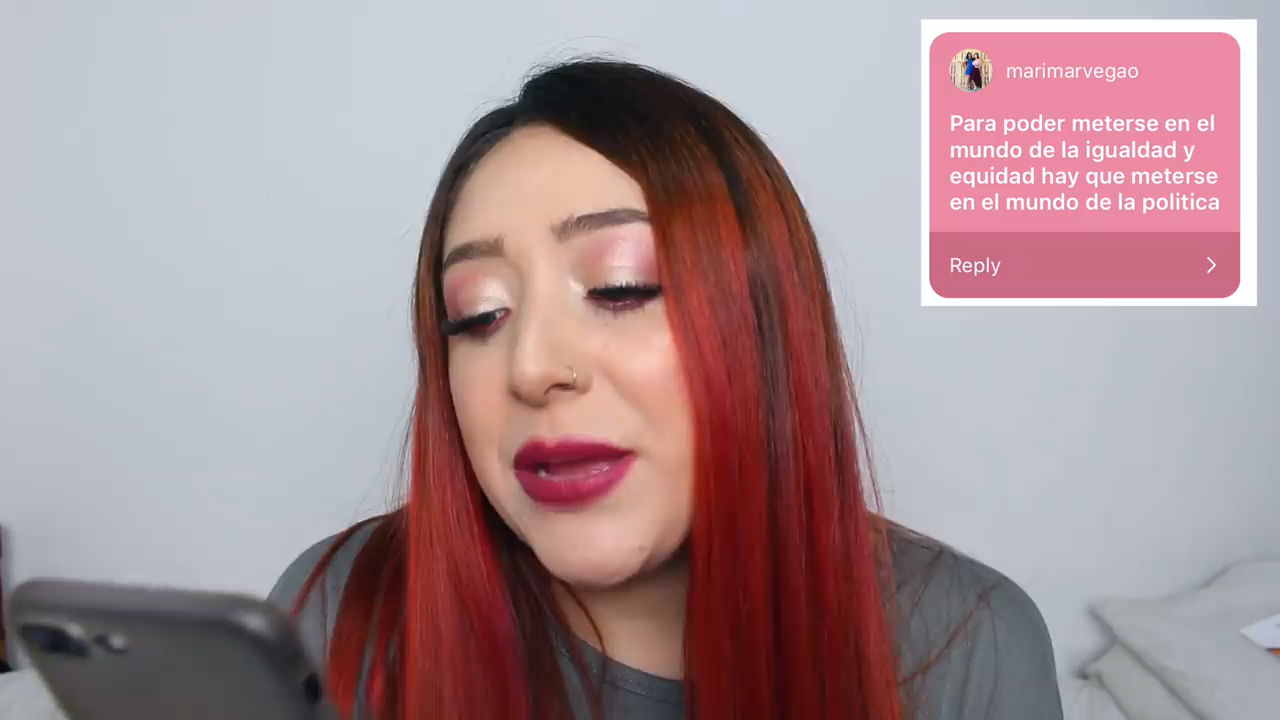 marimarvegao
Para poder meterse en el
mundo de la igualdad y
equidad hay que meterse
en el mundo de la politica
Reply